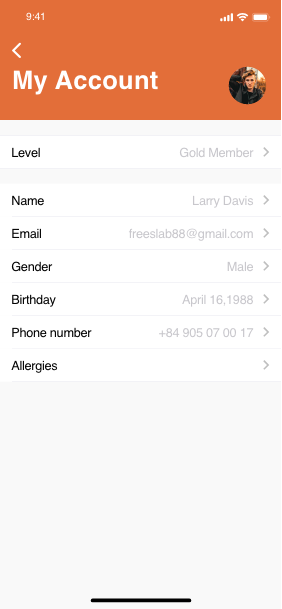 9:41
My Account
Level Gold Member
Name Larry Davis
Email freeslab88@gmail.com
Gender Male
Birthday April 16,1988
Phone number +84 905 07 00 17
Allergies